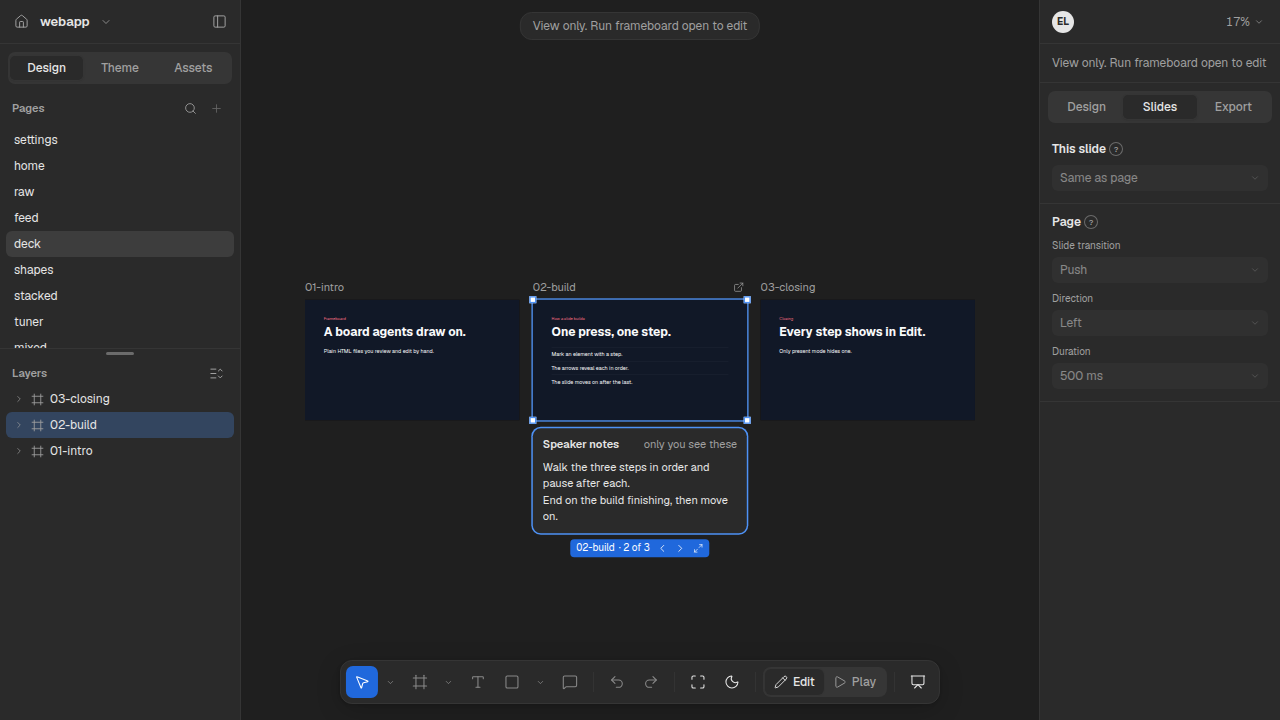 webapp
View only. Run frameboard open to edit
EL
17%
Design
Theme
Assets
View only. Run frameboard open to edit
Pages
Design
Slides
Export
settings
home
raw
feed
deck
shapes
stacked
tuner
mixed
This slide
?
Same as page
Page
?
Slide transition
Push
Direction
Left
Duration
500 ms
Layers
03-closing
02-build
01-intro
01-intro
Frameboard
A board agents draw on.
Plain HTML files you review and edit by hand.
02-build
How a slide builds
One press, one step.
Mark an element with a step.
The arrows reveal each in order.
The slide moves on after the last.
03-closing
Closing
Every step shows in Edit.
Only present mode hides one.
Speaker notes
only you see these
Walk the three steps in order and
pause after each.
End on the build finishing, then move
on.
02-build · 2 of 3
Edit
Play